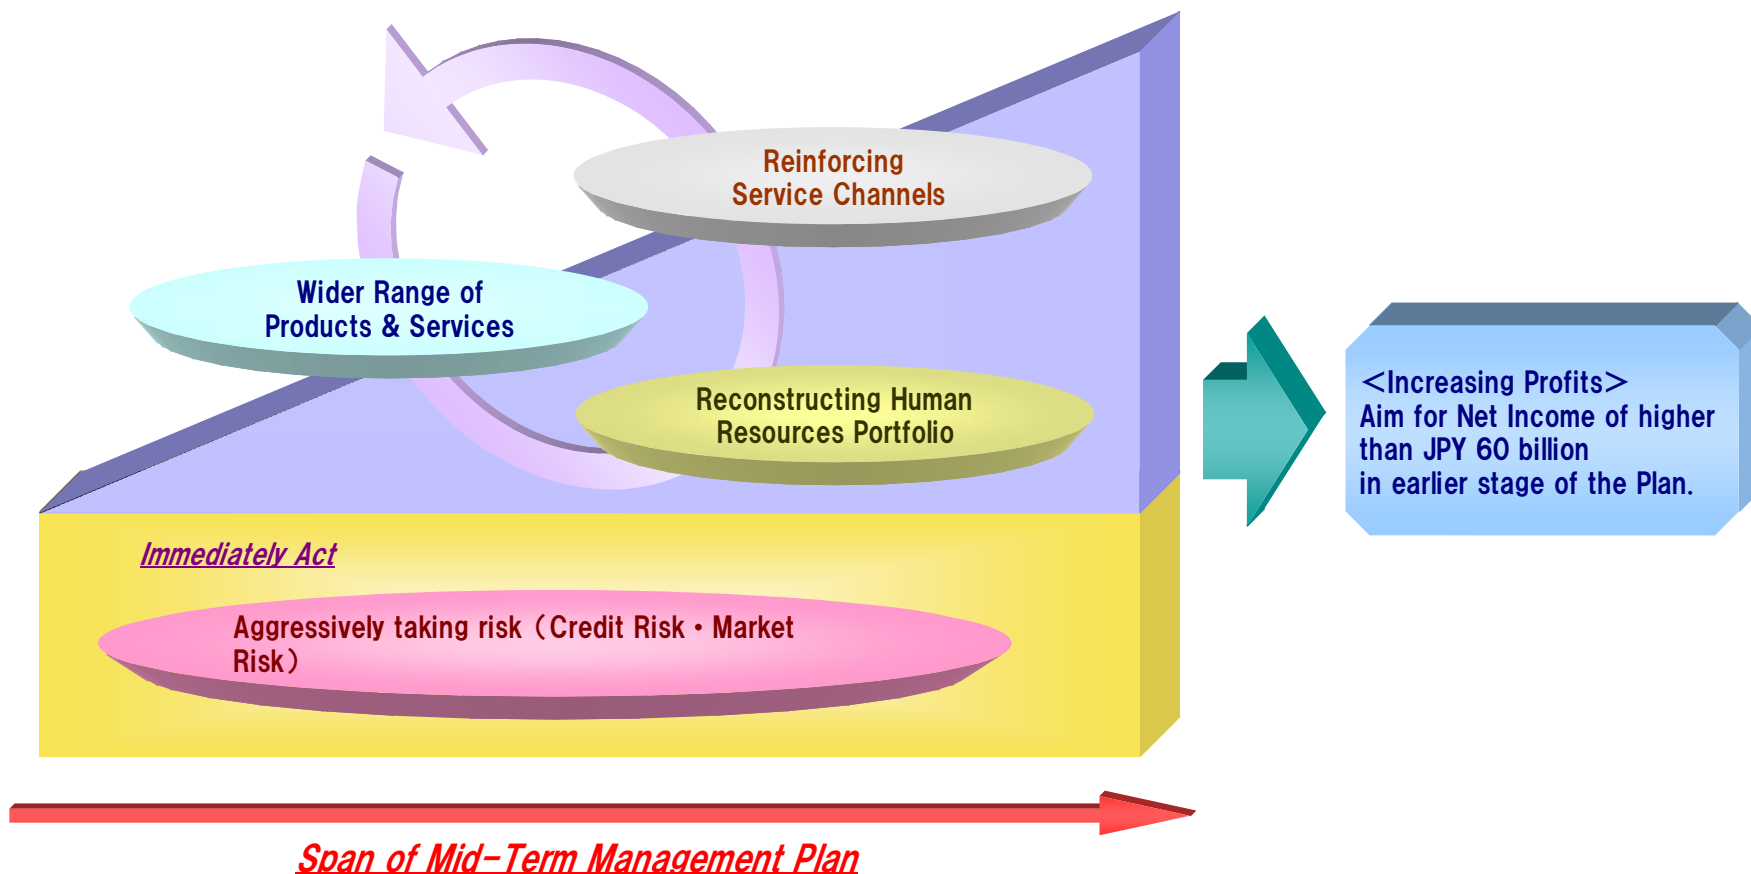 Reinforcing
Service Channels
Wider Range of
Products & Services
Reconstructing Human
Resources Portfolio
<Increasing Profits>
Aim for Net Income of higher
than JPY 60 billion
in earlier stage of the Plan.
Immediately Act
Aggressively taking risk（Credit Risk・Market
Risk）
Span of Mid-Term Management Plan